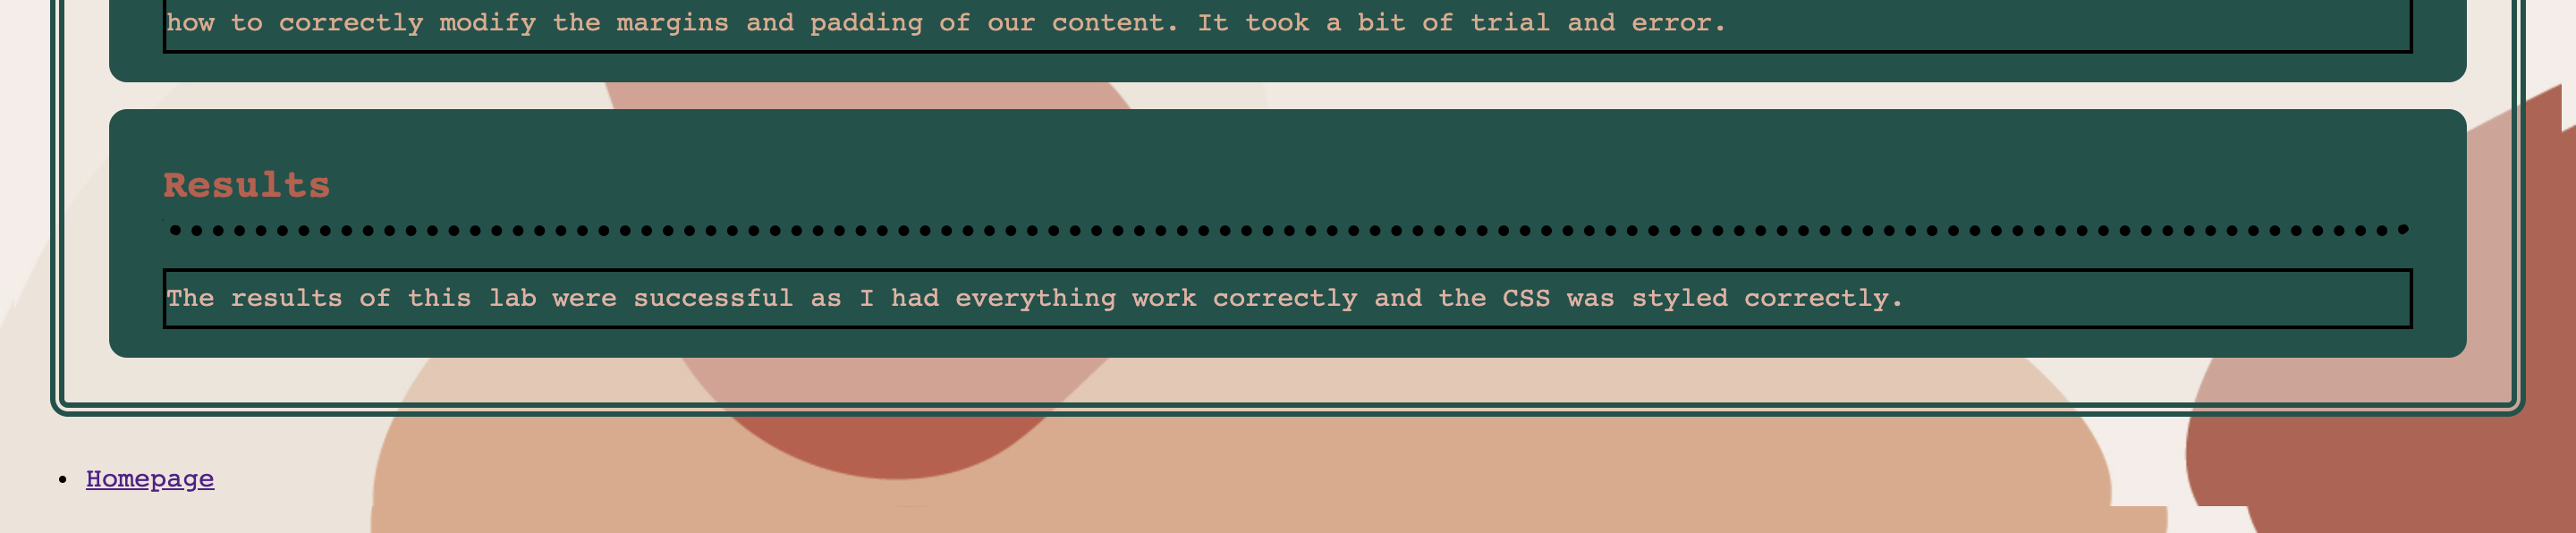 how to correctly modify the margins and padding of our content. It took a bit of trial and error.
Results
The results of this lab were successful as I had everything work correctly and the CSS was styled correctly.
Homepage